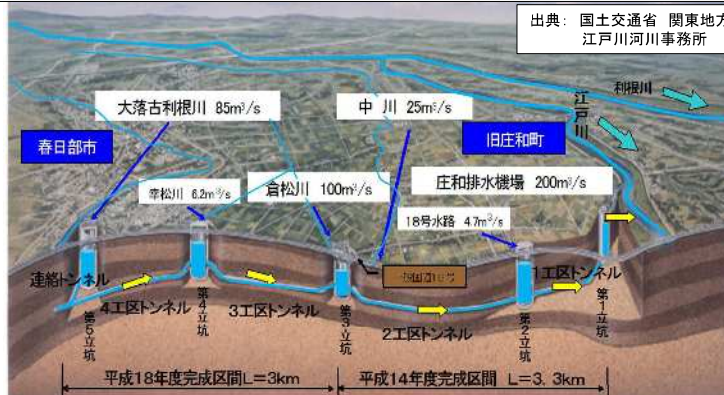 出典: 国土交通省 関東地方
江戸川河川事務所
利根川
江戸川
大落古利根川 85m³/s
中 川 25m³/s
春日部市
旧庄和町
幸松川 6.2m³/s
倉松川 100m³/s
庄和排水機場 200m³/s
18号水路 4.7m³/s
連絡トンネル
4工区トンネル
3工区トンネル
2工区トンネル
1工区トンネル
第5立坑
第4立坑
第3立坑
第2立坑
第1立坑
平成18年度完成区間L=3km
平成14年度完成区間 L=3.3km